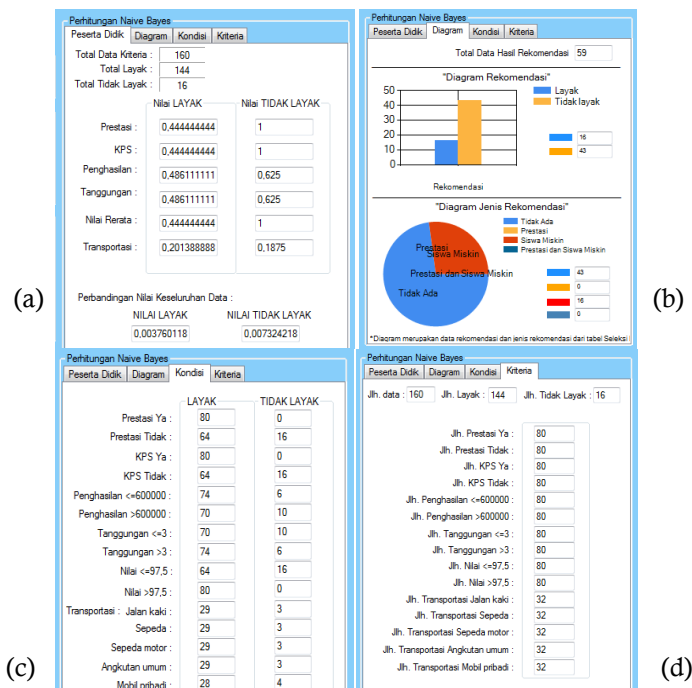 Perhitungan Naive Bayes
Peserta Didik Diagram Kondisi Kriteria
Total Data Kriteria : 160
Total Layak : 144
Total Tidak Layak : 16
Nilai LAYAK Nilai TIDAK LAYAK
Prestasi : 0,444444444 1
KPS : 0,444444444 1
Penghasilan : 0,486111111 0,625
Tanggungan : 0,486111111 0,625
Nilai Rerata : 0,444444444 1
Transportasi : 0,201388888 0,1875
Perbandingan Nilai Keseluruhan Data :
NILAI LAYAK NILAI TIDAK LAYAK
0,003760118 0,007324218
(a)
Perhitungan Naive Bayes
Peserta Didik Diagram Kondisi Kriteria
Total Data Hasil Rekomendasi 59
"Diagram Rekomendasi"
50
40
30
20
10
0
Layak
Tidak layak
16
43
Rekomendasi
"Diagram Jenis Rekomendasi"
Tidak Ada
Prestasi
Siswa Miskin
Prestasi dan Siswa Miskin
Prestasi
Siswa Miskin
Prestasi dan Siswa Miskin
Tidak Ada
43
0
16
0
*Diagram merupakan data rekomendasi dan jenis rekomendasi dari tabel Seleksi
(b)
Perhitungan Naive Bayes
Peserta Didik Diagram Kondisi Kriteria
LAYAK TIDAK LAYAK
Prestasi Ya : 80 0
Prestasi Tidak : 64 16
KPS Ya : 80 0
KPS Tidak : 64 16
Penghasilan <=600000 : 74 6
Penghasilan >600000 : 70 10
Tanggungan <=3 : 70 10
Tanggungan >3 : 74 6
Nilai <=97,5 : 64 16
Nilai >97,5 : 80 0
Transportasi : Jalan kaki : 29 3
Sepeda : 29 3
Sepeda motor : 29 3
Angkutan umum : 29 3
Mobil pribadi : 28 4
(c)
Perhitungan Naive Bayes
Peserta Didik Diagram Kondisi Kriteria
Jlh. data : 160 Jlh. Layak : 144 Jlh. Tidak Layak : 16
Jlh. Prestasi Ya : 80
Jlh. Prestasi Tidak : 80
Jlh. KPS Ya : 80
Jlh. KPS Tidak : 80
Jlh. Penghasilan <=600000 : 80
Jlh. Penghasilan >600000 : 80
Jlh. Tanggungan <=3 : 80
Jlh. Tanggungan >3 : 80
Jlh. Nilai <=97,5 : 80
Jlh. Nilai >97,5 : 80
Jlh. Transportasi Jalan kaki : 32
Jlh. Transportasi Sepeda : 32
Jlh. Transportasi Sepeda motor : 32
Jlh. Transportasi Angkutan umum : 32
Jlh. Transportasi Mobil pribadi : 32
(d)